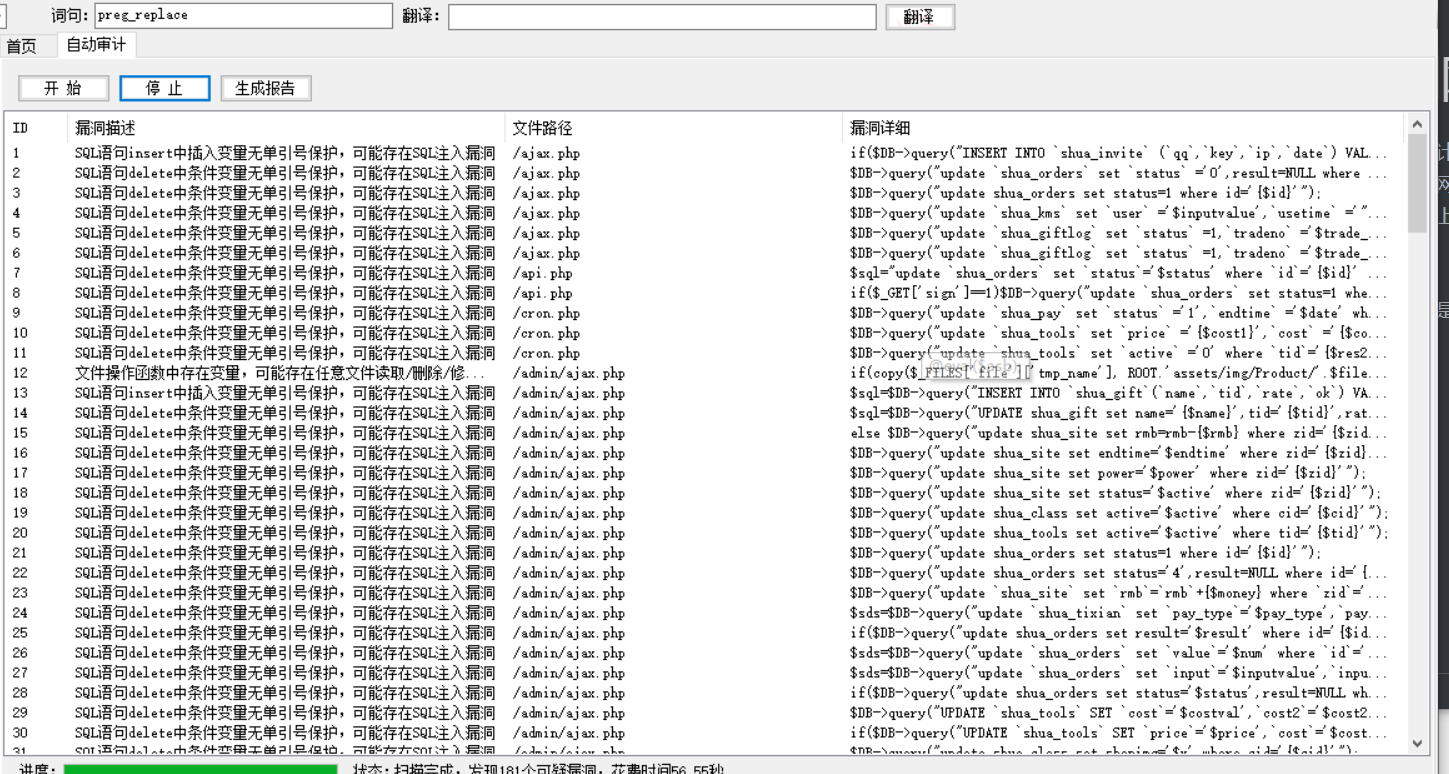 词句: preg_replace 翻译: 翻译
首页 自动审计
开 始 停 止 生成报告
ID 漏洞描述 文件路径 漏洞详细
1 SQL语句insert中插入变量无单引号保护，可能存在SQL注入漏洞 /ajax.php if($DB->query("INSERT INTO `shua_invite` (`qq`,`key`,`ip`,`date`) VAL...
2 SQL语句delete中条件变量无单引号保护，可能存在SQL注入漏洞 /ajax.php $DB->query("update `shua_orders` set `status` ='0',result=NULL where ...
3 SQL语句delete中条件变量无单引号保护，可能存在SQL注入漏洞 /ajax.php $DB->query("update shua_orders set status=1 where id='{$id}'");
4 SQL语句delete中条件变量无单引号保护，可能存在SQL注入漏洞 /ajax.php $DB->query("update `shua_kms` set `user` ='$inputvalue',`usetime` ='"...
5 SQL语句delete中条件变量无单引号保护，可能存在SQL注入漏洞 /ajax.php $DB->query("update `shua_giftlog` set `status` =1,`tradeno` ='$trade_...
6 SQL语句delete中条件变量无单引号保护，可能存在SQL注入漏洞 /ajax.php $DB->query("update `shua_giftlog` set `status` =1,`tradeno` ='$trade_...
7 SQL语句delete中条件变量无单引号保护，可能存在SQL注入漏洞 /api.php $sql="update `shua_orders` set `status`='$status' where `id`='{$id}' ...
8 SQL语句delete中条件变量无单引号保护，可能存在SQL注入漏洞 /api.php if($_GET['sign']==1)$DB->query("update `shua_orders` set status=1 whe...
9 SQL语句delete中条件变量无单引号保护，可能存在SQL注入漏洞 /cron.php $DB->query("update `shua_pay` set `status` ='1',`endtime` ='$date' wh...
10 SQL语句delete中条件变量无单引号保护，可能存在SQL注入漏洞 /cron.php $DB->query("update `shua_tools` set `price` ='{$cost1}',`cost` ='{$co...
11 SQL语句delete中条件变量无单引号保护，可能存在SQL注入漏洞 /cron.php $DB->query("update `shua_tools` set `active` ='0' where `tid`='{$res2...
12 文件操作函数中存在变量，可能存在任意文件读取/删除/修... /admin/ajax.php if(copy($_FILES['file']['tmp_name'], ROOT.'assets/img/Product/'.$file...
13 SQL语句insert中插入变量无单引号保护，可能存在SQL注入漏洞 /admin/ajax.php $sql=$DB->query("INSERT INTO `shua_gift`(`name`,`tid`,`rate`,`ok`) VA...
14 SQL语句delete中条件变量无单引号保护，可能存在SQL注入漏洞 /admin/ajax.php $sql=$DB->query("UPDATE shua_gift set name='{$name}',tid='{$tid}',rat...
15 SQL语句delete中条件变量无单引号保护，可能存在SQL注入漏洞 /admin/ajax.php else $DB->query("update shua_site set rmb=rmb-{$rmb} where zid='{$zid...
16 SQL语句delete中条件变量无单引号保护，可能存在SQL注入漏洞 /admin/ajax.php $DB->query("update shua_site set endtime='$endtime' where zid='{$zid}...
17 SQL语句delete中条件变量无单引号保护，可能存在SQL注入漏洞 /admin/ajax.php $DB->query("update shua_site set power='$power' where zid='{$zid}'");
18 SQL语句delete中条件变量无单引号保护，可能存在SQL注入漏洞 /admin/ajax.php $DB->query("update shua_site set status='$active' where zid='{$zid}'");
19 SQL语句delete中条件变量无单引号保护，可能存在SQL注入漏洞 /admin/ajax.php $DB->query("update shua_class set active='$active' where cid='{$cid}'");
20 SQL语句delete中条件变量无单引号保护，可能存在SQL注入漏洞 /admin/ajax.php $DB->query("update shua_tools set active='$active' where tid='{$tid}'");
21 SQL语句delete中条件变量无单引号保护，可能存在SQL注入漏洞 /admin/ajax.php $DB->query("update shua_orders set status=1 where id='{$id}'");
22 SQL语句delete中条件变量无单引号保护，可能存在SQL注入漏洞 /admin/ajax.php $DB->query("update shua_orders set status='4',result=NULL where id='{...
23 SQL语句delete中条件变量无单引号保护，可能存在SQL注入漏洞 /admin/ajax.php $DB->query("update `shua_site` set `rmb`=`rmb`+{$money} where `zid`='...
24 SQL语句delete中条件变量无单引号保护，可能存在SQL注入漏洞 /admin/ajax.php $sds=$DB->query("update `shua_tixian` set `pay_type`='$pay_type',`pay...
25 SQL语句delete中条件变量无单引号保护，可能存在SQL注入漏洞 /admin/ajax.php if($DB->query("update shua_orders set result='$result' where id='{$id...
26 SQL语句delete中条件变量无单引号保护，可能存在SQL注入漏洞 /admin/ajax.php $sds=$DB->query("update `shua_orders` set `value`='$num' where `id`='...
27 SQL语句delete中条件变量无单引号保护，可能存在SQL注入漏洞 /admin/ajax.php $sds=$DB->query("update `shua_orders` set `input`='$inputvalue',`inpu...
28 SQL语句delete中条件变量无单引号保护，可能存在SQL注入漏洞 /admin/ajax.php if($DB->query("update shua_orders set status='$status',result=NULL wh...
29 SQL语句delete中条件变量无单引号保护，可能存在SQL注入漏洞 /admin/ajax.php $DB->query("UPDATE `shua_tools` SET `cost`='$costval',`cost2`='$cost2...
30 SQL语句delete中条件变量无单引号保护，可能存在SQL注入漏洞 /admin/ajax.php if($DB->query("UPDATE `shua_tools` SET `price`='$price',`cost`='$cost...
31 SQL语句delete中条件变量无单引号保护，可能存在SQL注入漏洞 /admin/ajax.php
进度: 状态: 扫描完成，发现181个可疑漏洞，花费时间56.55秒